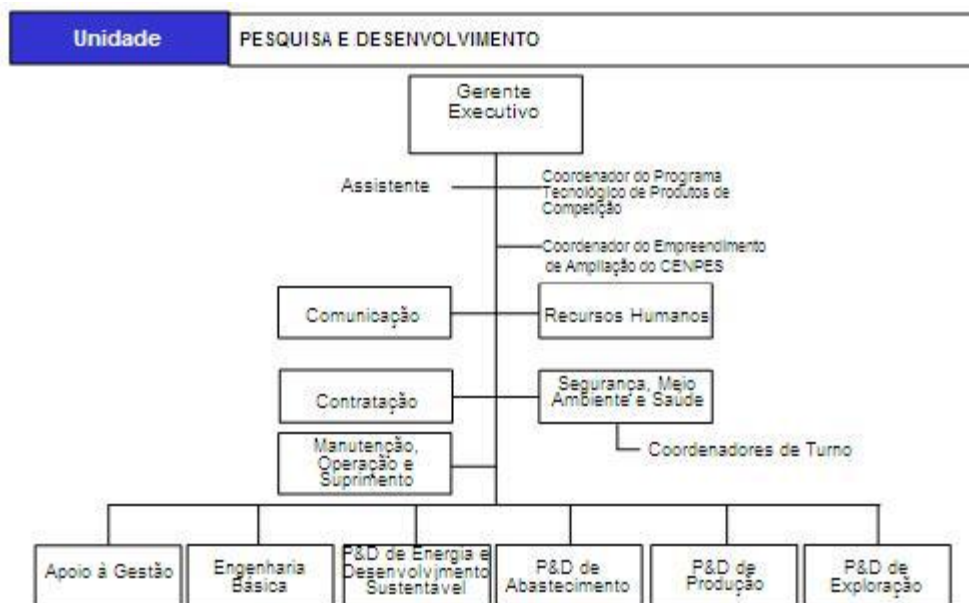 Unidade
PESQUISA E DESENVOLVIMENTO
Gerente
Executivo
Assistente
Coordenador do Programa
Tecnológico de Produtos de
Competição
Coordenador do Empreendimento
de Ampliação do CENPES
Comunicação
Recursos Humanos
Contratação
Segurança, Meio
Ambiente e Saúde
Manutenção,
Operação e
Suprimento
Coordenadores de Turno
Apoio à Gestão
Engenharia
Básica
P&D de Energia e
Desenvolvimento
Sustentável
P&D de
Abastecimento
P&D de
Produção
P&D de
Exploração